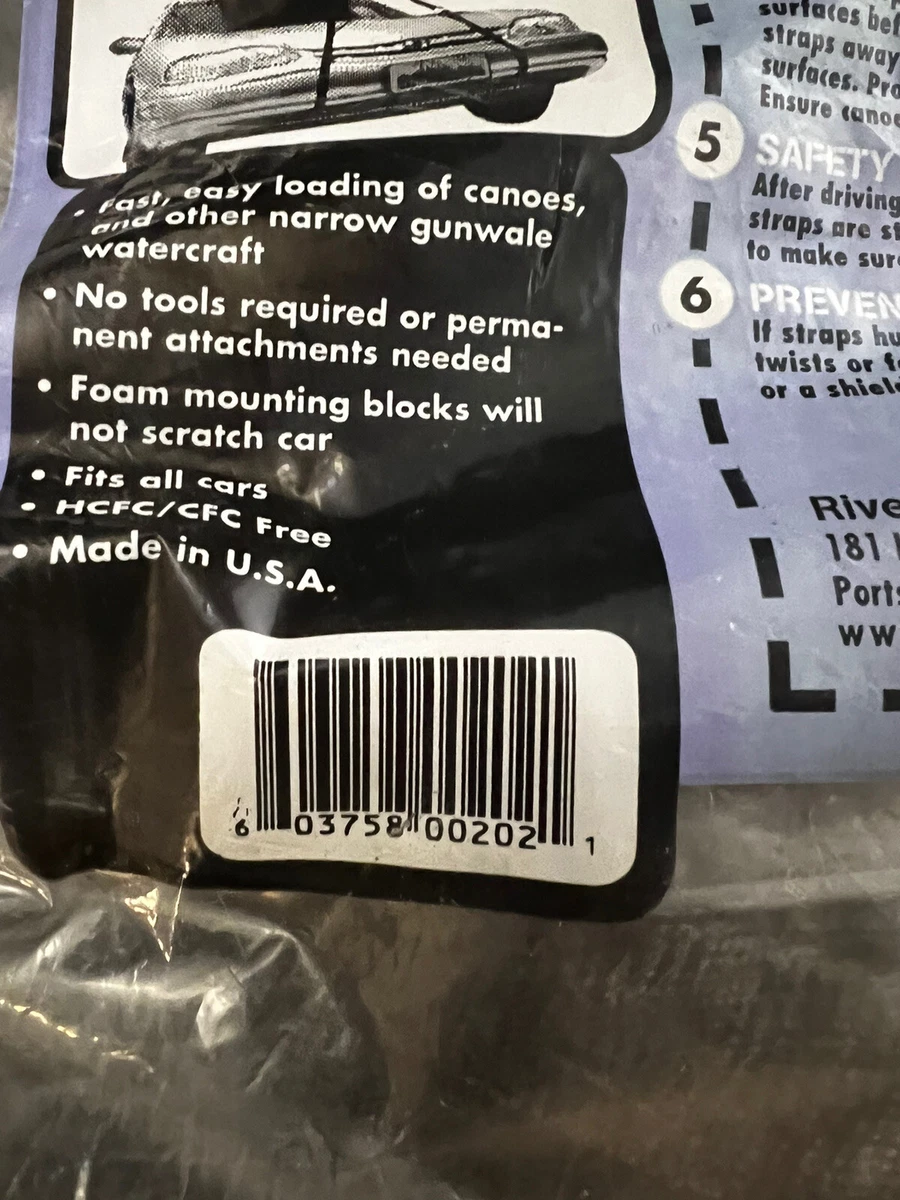 • Fast, easy loading of canoes,
and other narrow gunwale
watercraft
• No tools required or perma-
nent attachments needed
• Foam mounting blocks will
not scratch car
• Fits all cars
• HCFC/CFC Free
• Made in U.S.A.
6 03758 00202 1
surfaces bef
straps away
surfaces. Pro
Ensure canoe
5 SAFETY
After driving
straps are st
to make sure
6 PREVEN
If straps hu
twists or fo
or a shield
Rive
181
Ports
ww